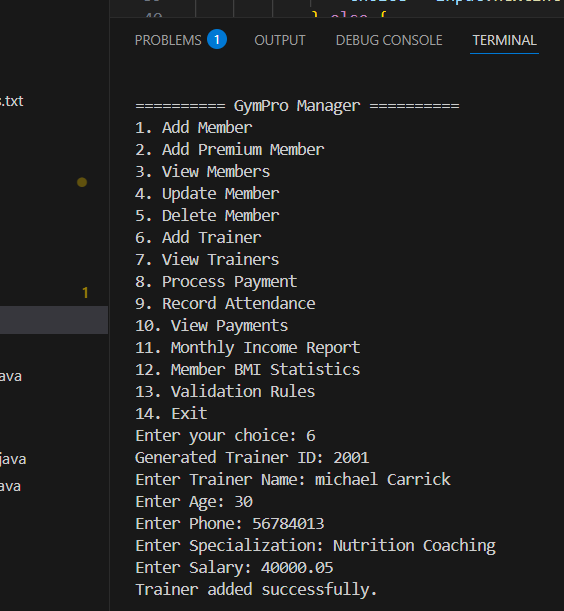 } else {
PROBLEMS 1 OUTPUT DEBUG CONSOLE TERMINAL
s.txt
========== GymPro Manager ==========
1. Add Member
2. Add Premium Member
3. View Members
4. Update Member
5. Delete Member
6. Add Trainer
7. View Trainers
8. Process Payment
1
9. Record Attendance
10. View Payments
11. Monthly Income Report
ava
12. Member BMI Statistics
13. Validation Rules
14. Exit
Enter your choice: 6
java
Generated Trainer ID: 2001
Enter Trainer Name: michael Carrick
ava
Enter Age: 30
Enter Phone: 56784013
Enter Specialization: Nutrition Coaching
Enter Salary: 40000.05
Trainer added successfully.